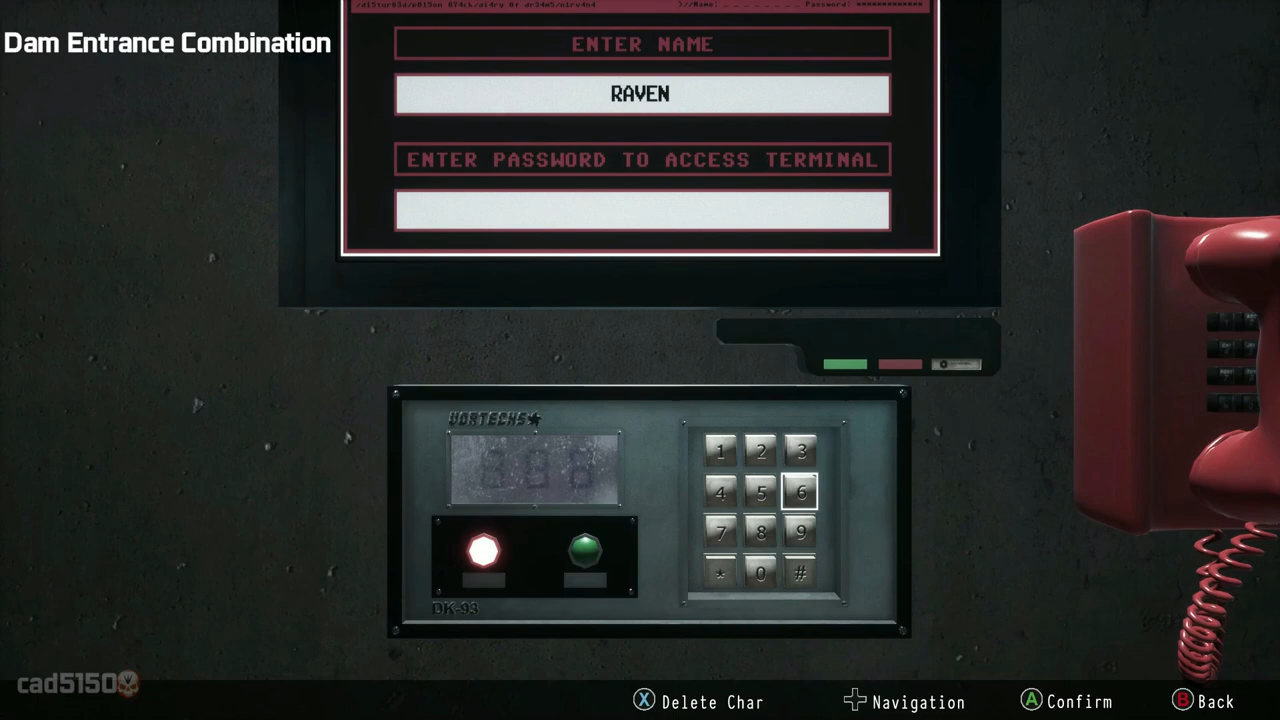 Dam Entrance Combination
ENTER NAME
RAVEN
ENTER PASSWORD TO ACCESS TERMINAL
VORTECHS
1 2 3
4 5 6
7 8 9
* 0 #
DK-93
cad5150
X Delete Char
Navigation
A Confirm
B Back